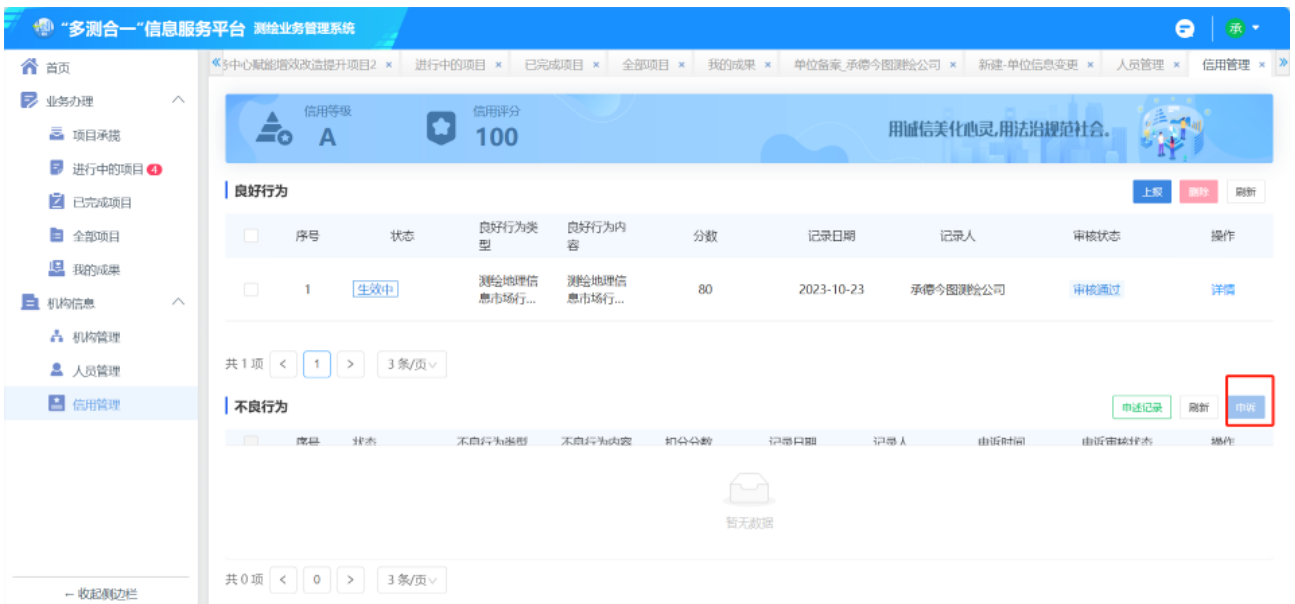 “多测合一“信息服务平台 测绘业务管理系统
承
首页
业务办理
项目承揽
进行中的项目 4
已完成项目
全部项目
我的成果
机构信息
机构管理
人员管理
信用管理
← 收起侧边栏
务中心赋能增效改造提升项目2 × 进行中的项目 × 已完成项目 × 全部项目 × 我的成果 × 单位备案_承德今图测绘公司 × 新建-单位信息变更 × 人员管理 × 信用管理 ×
信用等级 信用评分
A 100
用诚信美化心灵,用法治规范社会。
良好行为 上报 删除 刷新
序号 状态 良好行为类型 良好行为内容 分数 记录日期 记录人 审核状态 操作
1 生效中 测绘地理信息市场行... 测绘地理信息市场行... 80 2023-10-23 承德今图测绘公司 审核通过 详情
共 1 项 < 1 > 3 条/页
不良行为 申述记录 刷新 申诉
序号 状态 不良行为类型 不良行为内容 扣分分数 记录日期 记录人 申诉时间 申诉审核状态 操作
暂无数据
共 0 项 < 0 > 3 条/页